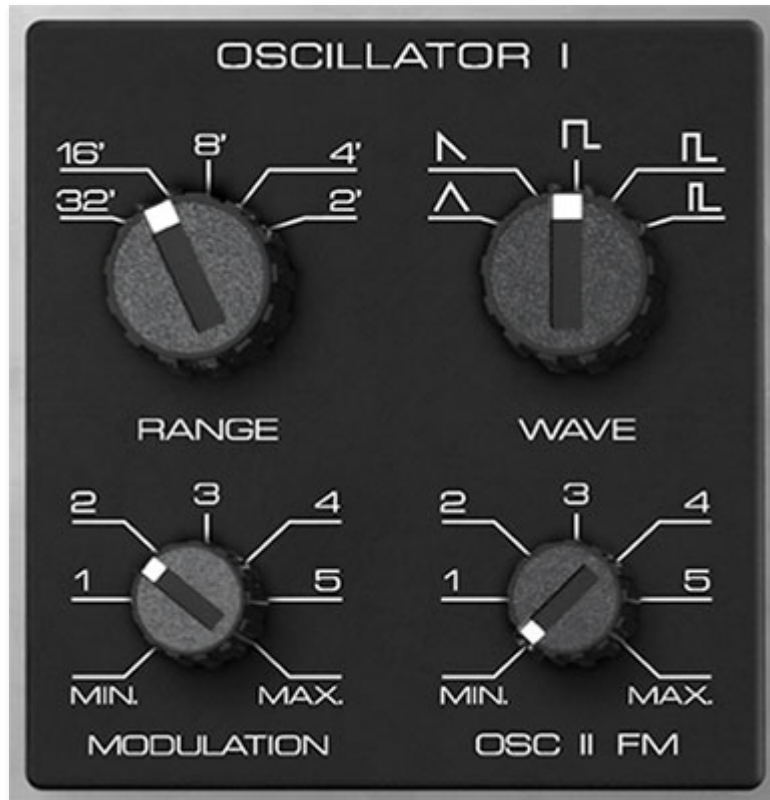 OSCILLATOR I
16' 8' 4'
32' 2'
RANGE WAVE
2 3 4 2 3 4
1 5 1 5
MIN. MAX. MIN. MAX.
MODULATION OSC II FM